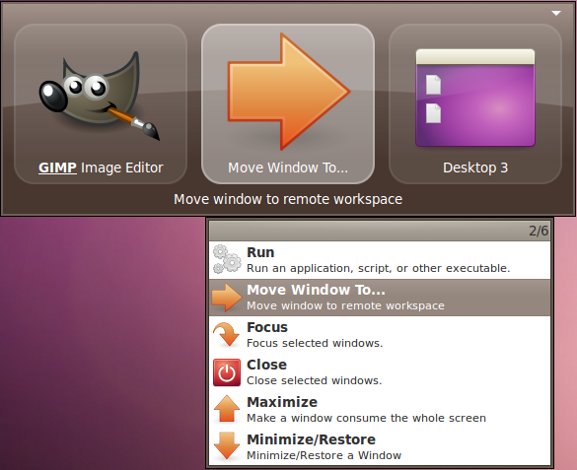 GIMP Image Editor
Move Window To...
Desktop 3
Move window to remote workspace
2/6
Run
Run an application, script, or other executable.
Move Window To...
Move window to remote workspace
Focus
Focus selected windows.
Close
Close selected windows.
Maximize
Make a window consume the whole screen
Minimize/Restore
Minimize/Restore a Window